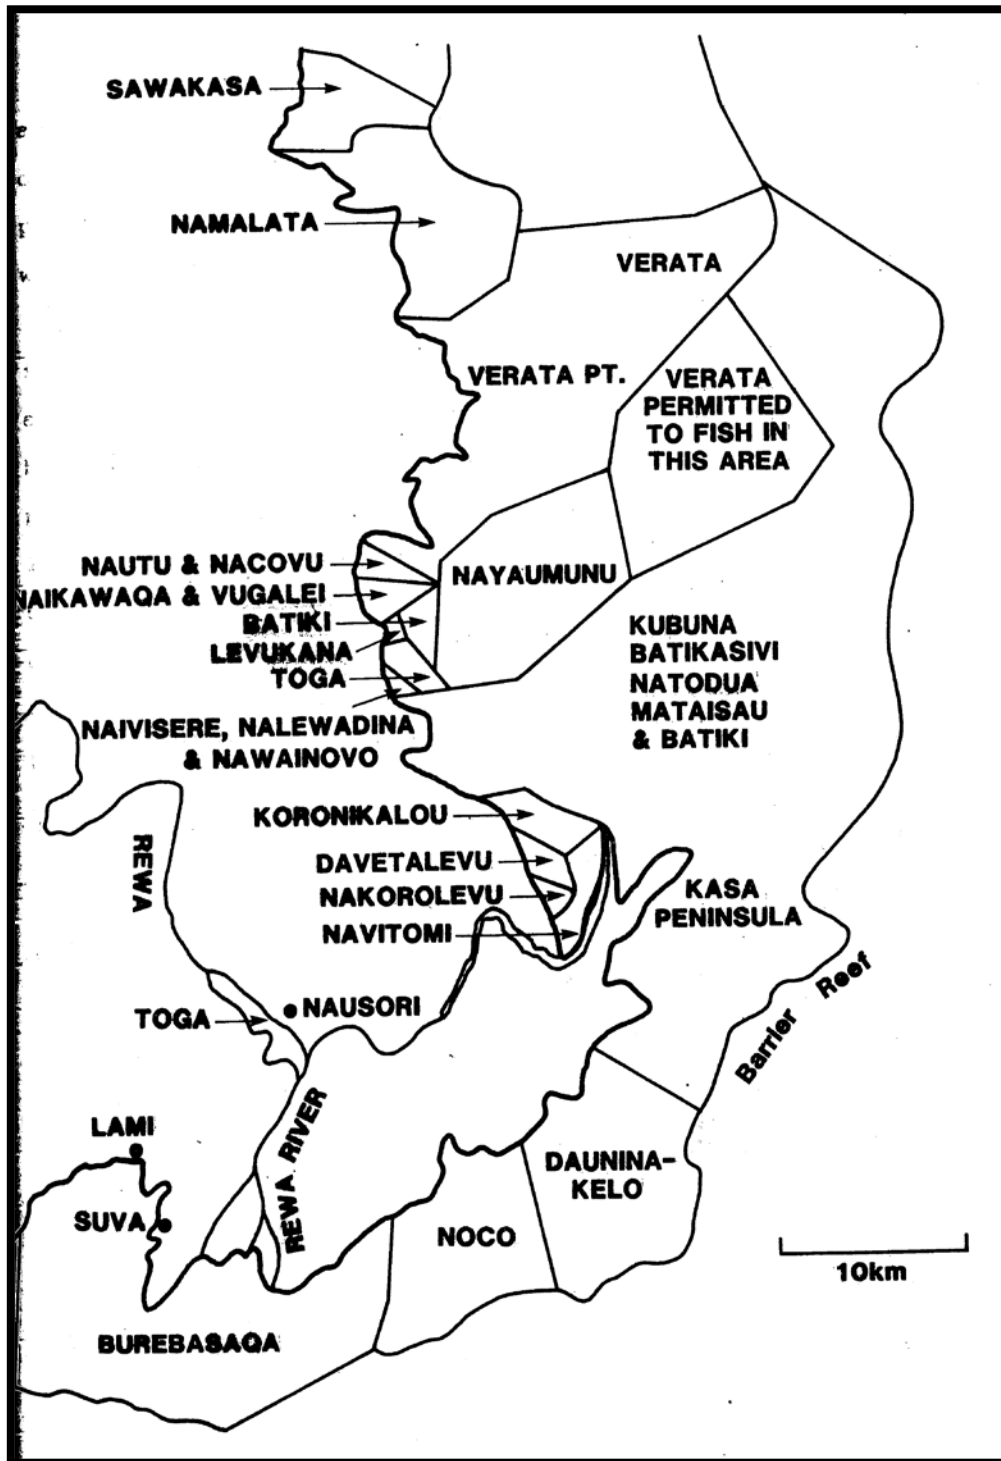 SAWAKASA
NAMALATA
VERATA
VERATA PT.
VERATA
PERMITTED
TO FISH IN
THIS AREA
NAUTU & NACOVU
NAIKAWAQA & VUGALEI
BATIKI
LEVUKANA
TOGA
NAIVISERE, NALEWADINA
& NAWAINOVO
NAYAUMUNU
KUBUNA
BATIKASIVI
NATODUA
MATAISAU
& BATIKI
KORONIKALOU
DAVETALEVU
NAKOROLEVU
NAVITOMI
KASA
PENINSULA
REWA
TOGA
NAUSORI
Barrier Reef
LAMI
SUVA
REWA RIVER
DAUNINA-
KELO
NOCO
BUREBASAQA
10km